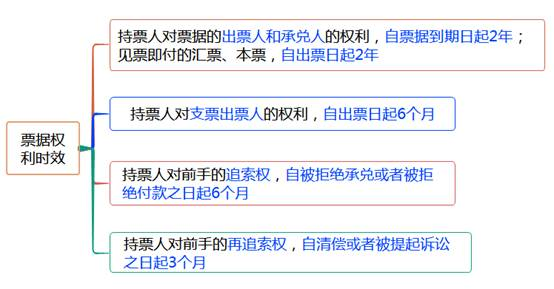 票据权
利时效
持票人对票据的出票人和承兑人的权利，自票据到期日起2年；
见票即付的汇票、本票，自出票日起2年
持票人对支票出票人的权利，自出票日起6个月
持票人对前手的追索权，自被拒绝承兑或者被拒
绝付款之日起6个月
持票人对前手的再追索权，自清偿或者被提起诉讼
之日起3个月